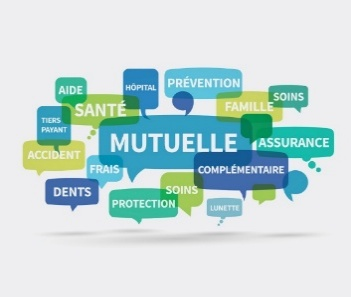 HÔPITAL
PRÉVENTION
AIDE
SANTÉ
FAMILLE
SOINS
TIERS
PAYANT
MUTUELLE
ASSURANCE
ACCIDENT
FRAIS
COMPLÉMENTAIRE
DENTS
SOINS
PROTECTION
LUNETTE